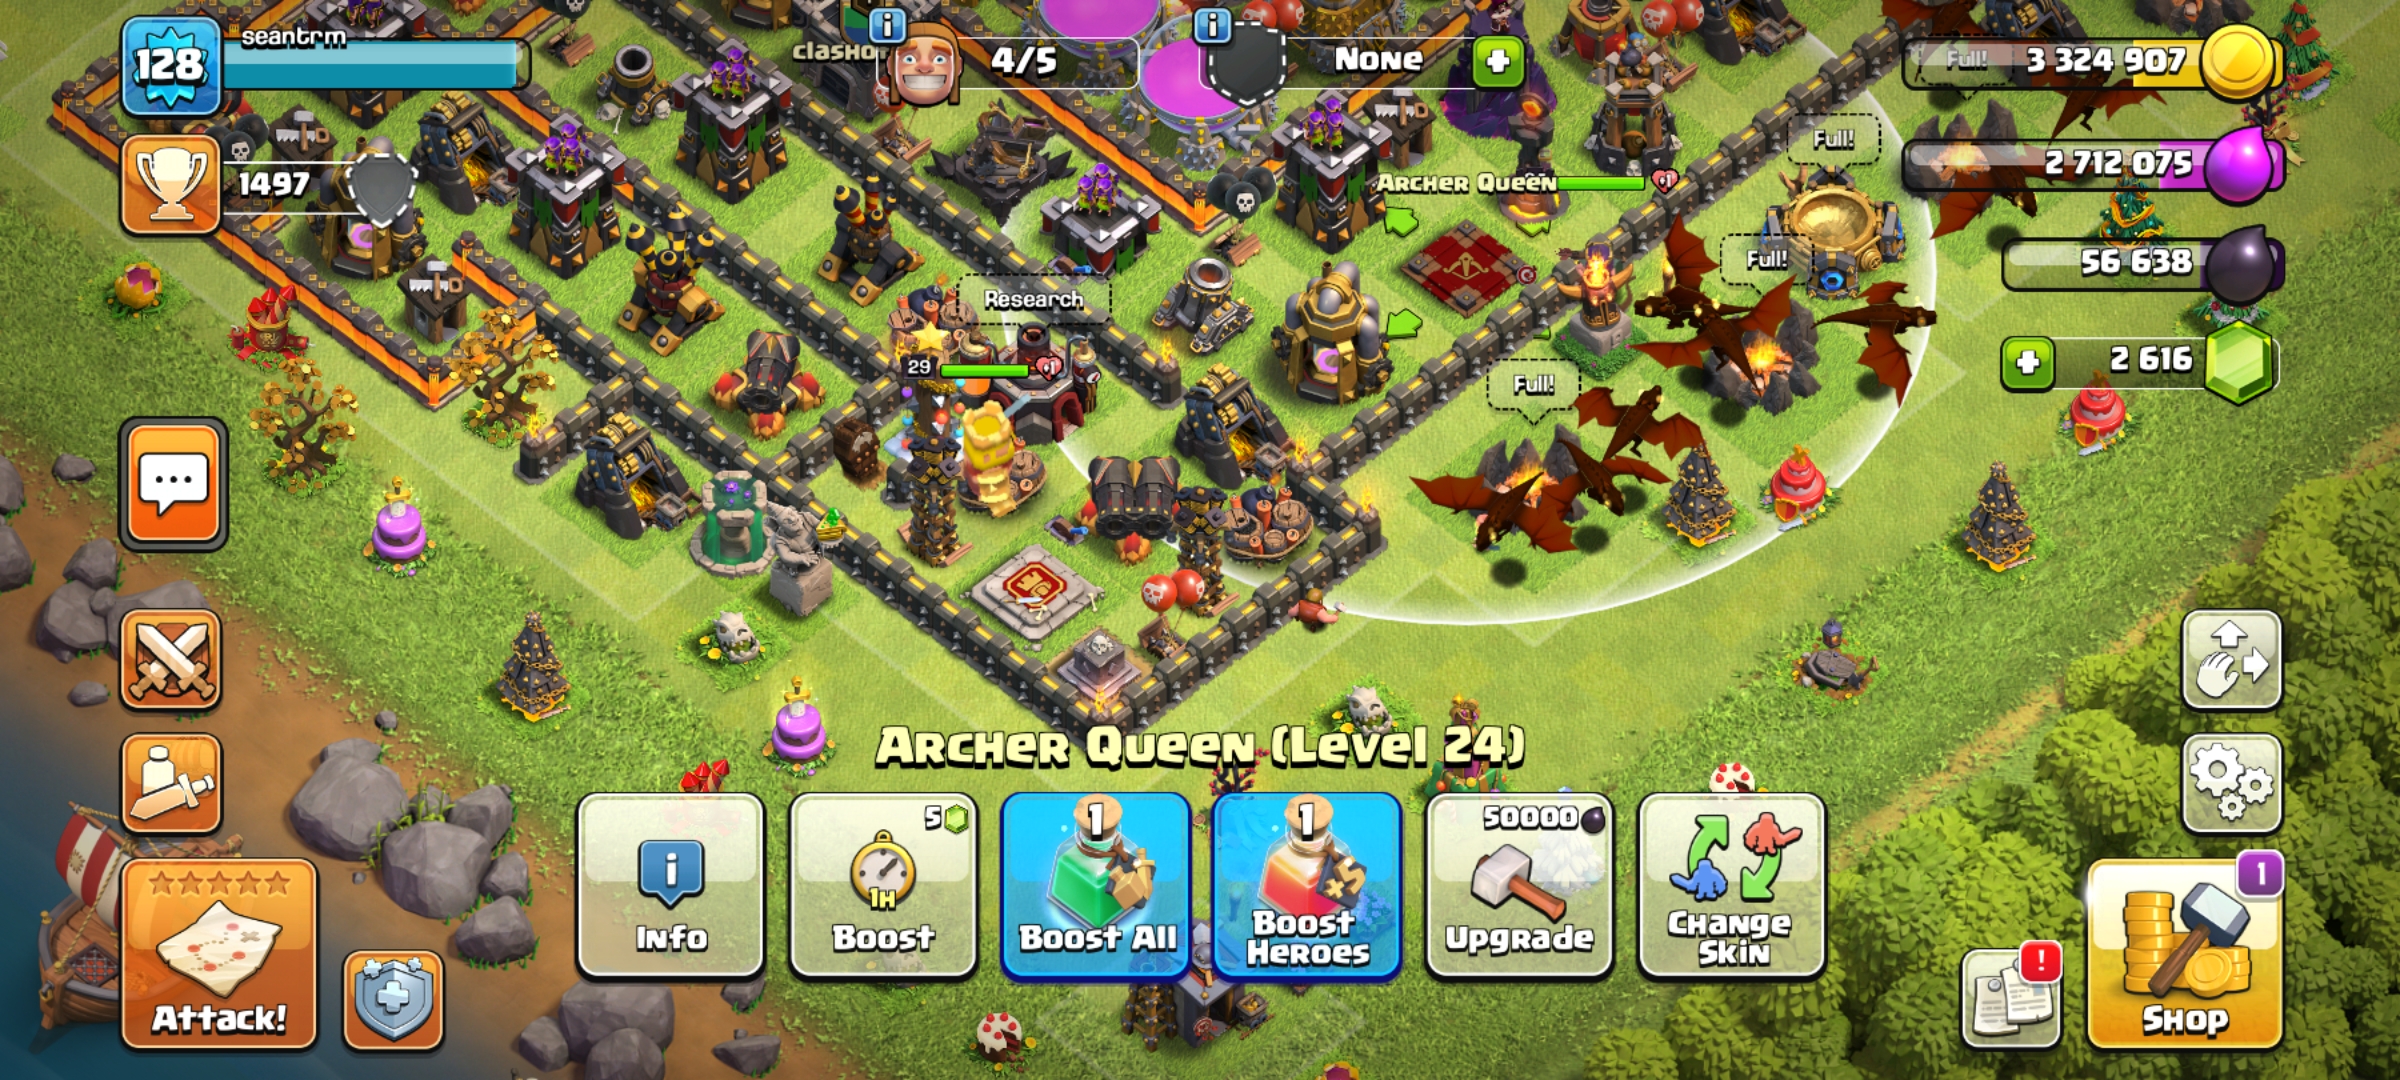 seantrm
128
clasho
4/5
None
Full!
3 324 907
1497
Full!
2 712 075
Archer Queen
Full!
56 638
Research
29
Full!
2 616
Archer Queen (Level 24)
Info
5
1H
Boost
1
Boost All
1
x5
Boost
Heroes
50000
Upgrade
Change
Skin
Attack!
!
1
Shop